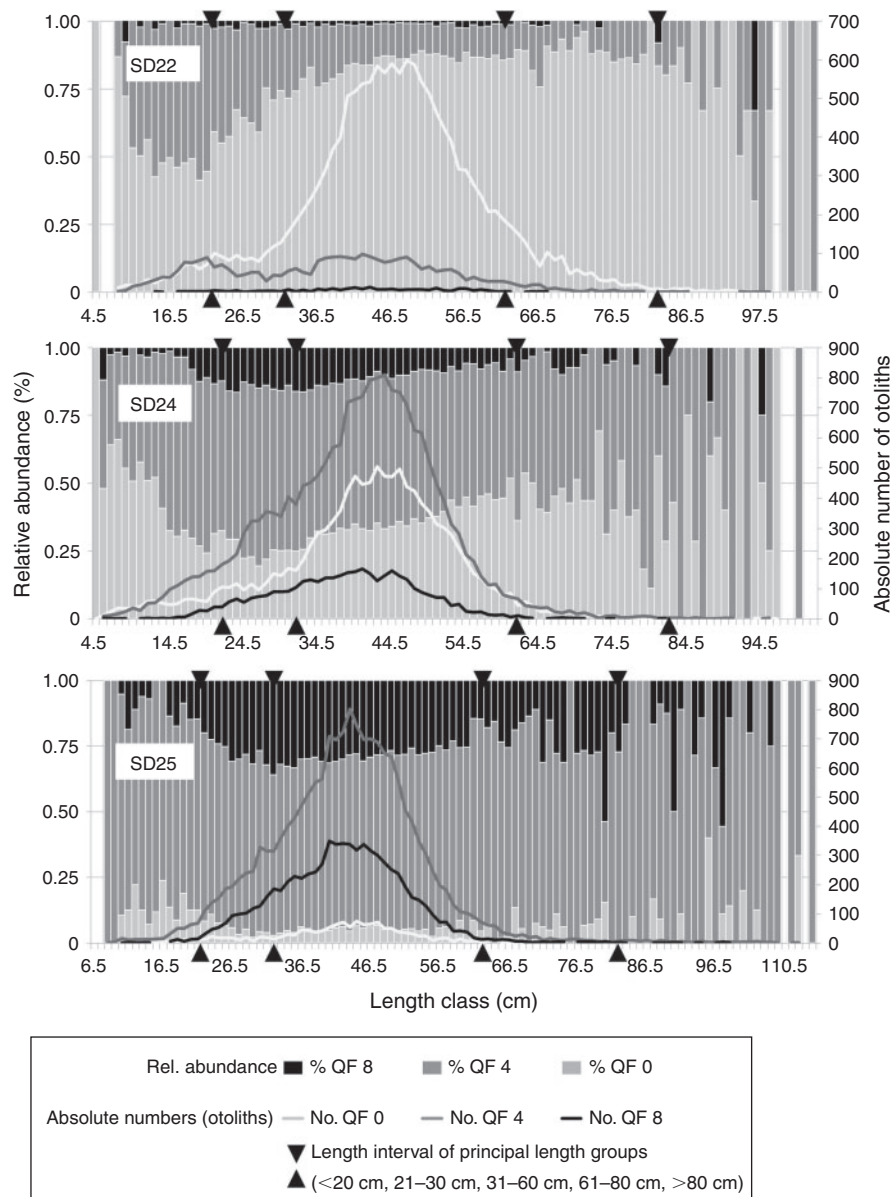 1.00 700
SD22
600
0.75
500
400
0.50
300
0.25 200
100
0 0
4.5 16.5 26.5 36.5 46.5 56.5 66.5 76.5 86.5 97.5
Relative abundance (%)
1.00 900
SD24
800
0.75 700
600
0.50 500
400
300
0.25 200
100
0 0
4.5 14.5 24.5 34.5 44.5 54.5 64.5 74.5 84.5 94.5
Absolute number of otoliths
1.00 900
800
0.75 700
SD25
600
0.50 500
400
0.25 300
200
100
0 0
6.5 16.5 26.5 36.5 46.5 56.5 66.5 76.5 86.5 96.5 110.5
Length class (cm)
Rel. abundance % QF 8 % QF 4 % QF 0
Absolute numbers (otoliths) No. QF 0 No. QF 4 No. QF 8
Length interval of principal length groups
(<20 cm, 21–30 cm, 31–60 cm, 61–80 cm, >80 cm)